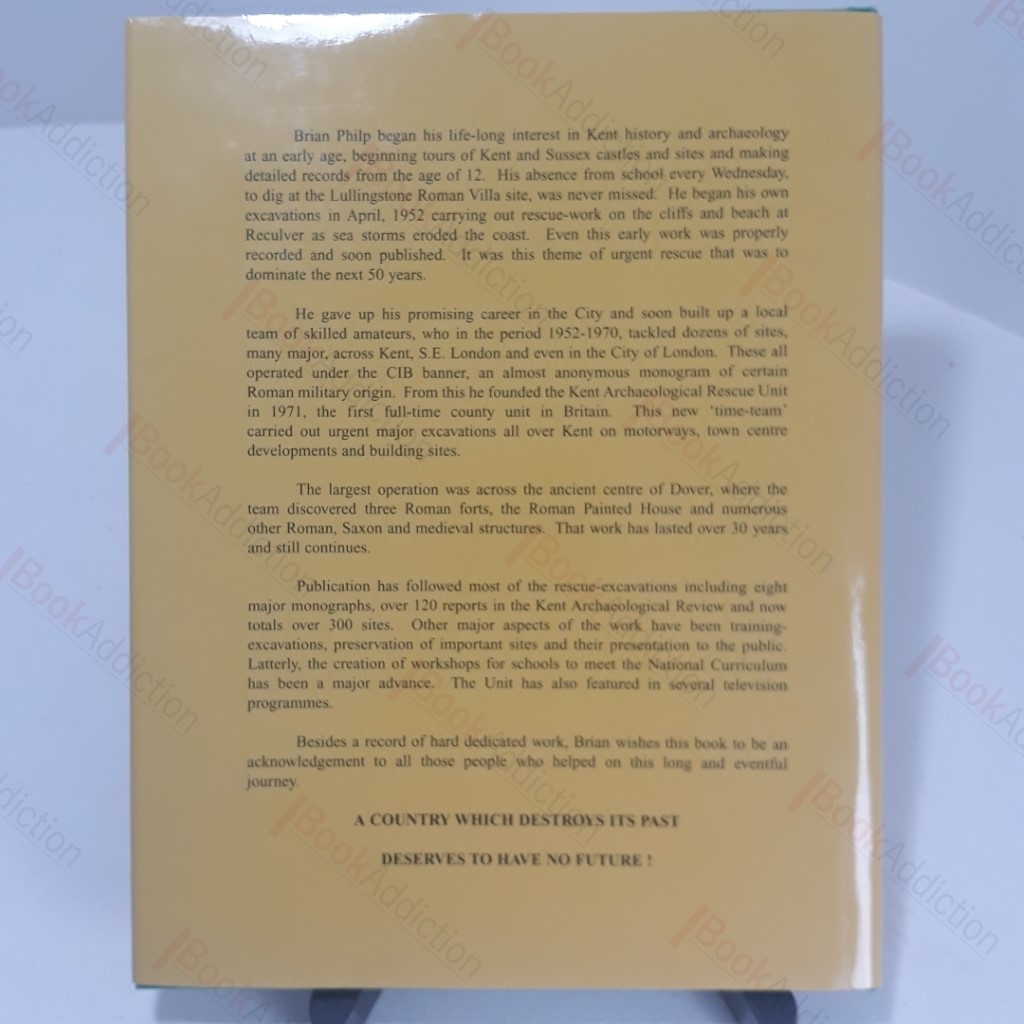 Brian Philp began his life-long interest in Kent history and archaeology
at an early age, beginning tours of Kent and Sussex castles and sites and making
detailed records from the age of 12. His absence from school every Wednesday,
to dig at the Lullingstone Roman Villa site, was never missed. He began his own
excavations in April, 1952 carrying out rescue-work on the cliffs and beach at
Reculver as sea storms eroded the coast. Even this early work was properly
recorded and soon published. It was this theme of urgent rescue that was to
dominate the next 50 years.
He gave up his promising career in the City and soon built up a local
team of skilled amateurs, who in the period 1952-1970, tackled dozens of sites,
many major, across Kent, S.E. London and even in the City of London. These all
operated under the CIB banner, an almost anonymous monogram of certain
Roman military origin. From this he founded the Kent Archaeological Rescue Unit
in 1971, the first full-time county unit in Britain. This new ‘time-team’
carried out urgent major excavations all over Kent on motorways, town centre
developments and building sites.
The largest operation was across the ancient centre of Dover, where the
team discovered three Roman forts, the Roman Painted House and numerous
other Roman, Saxon and medieval structures. That work has lasted over 30 years
and still continues.
Publication has followed most of the rescue-excavations including eight
major monographs, over 120 reports in the Kent Archaeological Review and now
totals over 300 sites. Other major aspects of the work have been training-
excavations, preservation of important sites and their presentation to the public.
Latterly, the creation of workshops for schools to meet the National Curriculum
has been a major advance. The Unit has also featured in several television
programmes.
Besides a record of hard dedicated work, Brian wishes this book to be an
acknowledgement to all those people who helped on this long and eventful
journey.
A COUNTRY WHICH DESTROYS ITS PAST
DESERVES TO HAVE NO FUTURE !
BookAddiction